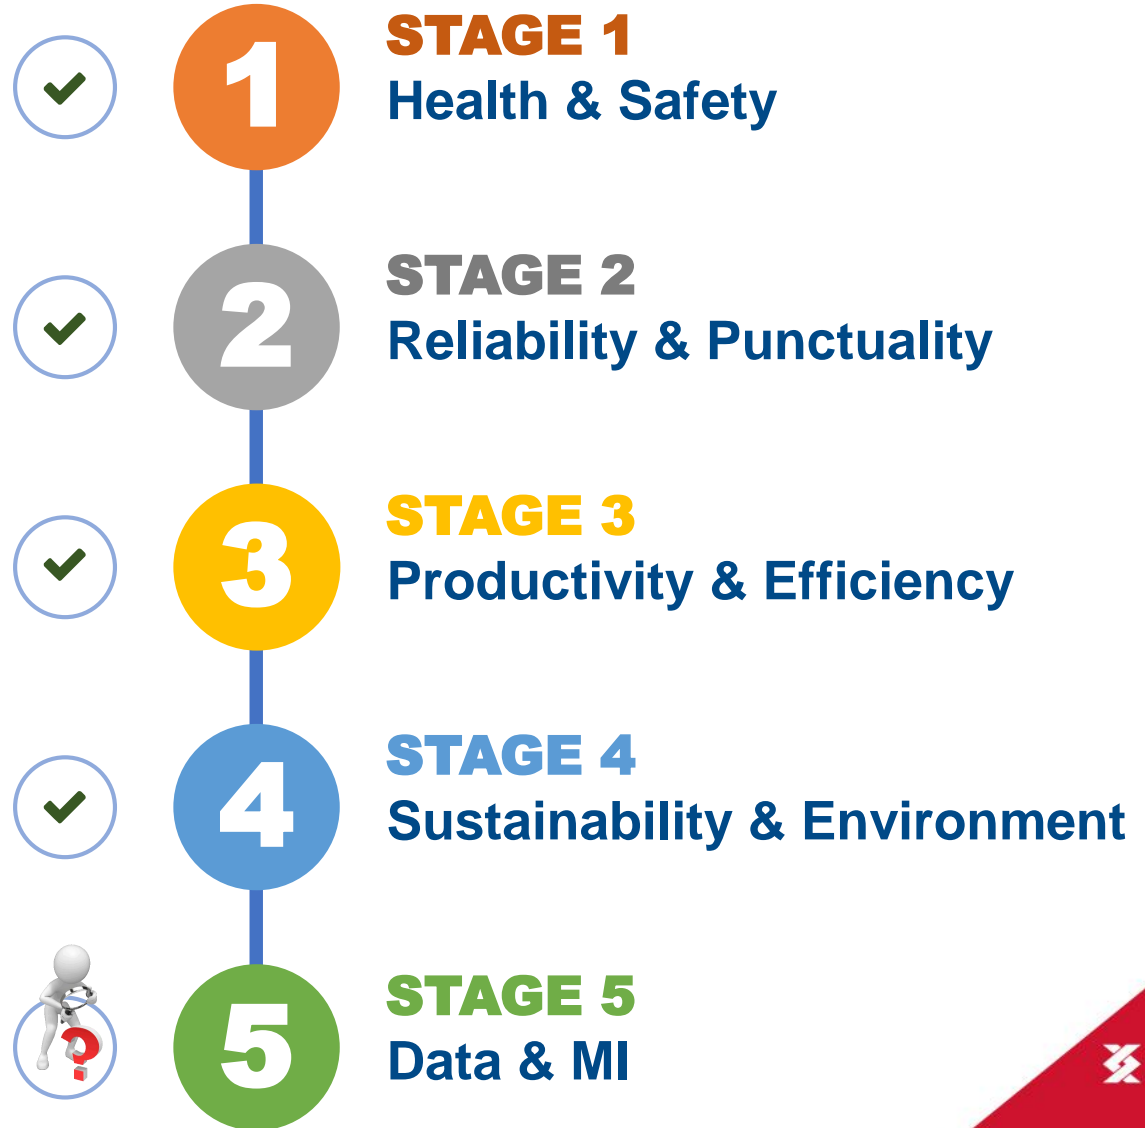 1
STAGE 1
Health & Safety
2
STAGE 2
Reliability & Punctuality
3
STAGE 3
Productivity & Efficiency
4
STAGE 4
Sustainability & Environment
?
5
STAGE 5
Data & MI